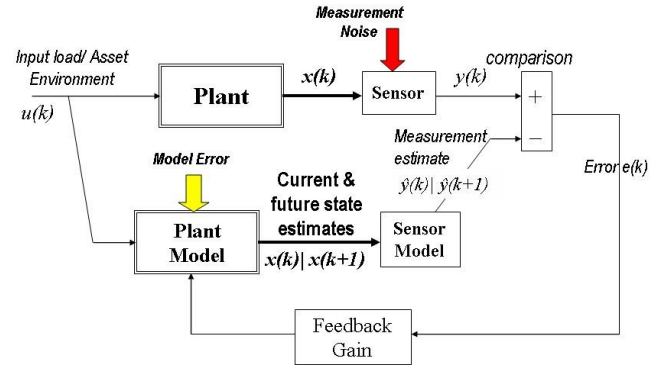 Measurement
Noise
Input load/ Asset
Environment
u(k)
Plant
x(k)
Sensor
y(k)
comparison
+
−
Measurement
estimate
ŷ(k)| ŷ(k+1)
Error e(k)
Model Error
Current &
future state
estimates
x(k)| x(k+1)
Plant
Model
Sensor
Model
Feedback
Gain